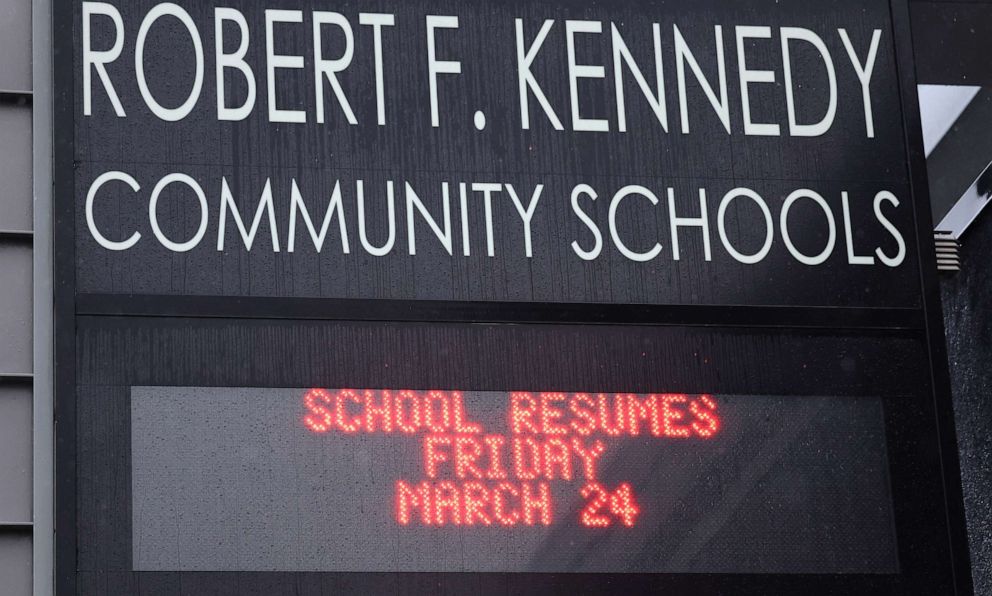 ROBERT F. KENNEDY
COMMUNITY SCHOOLS
SCHOOL RESUMES
FRIDAY
MARCH 24